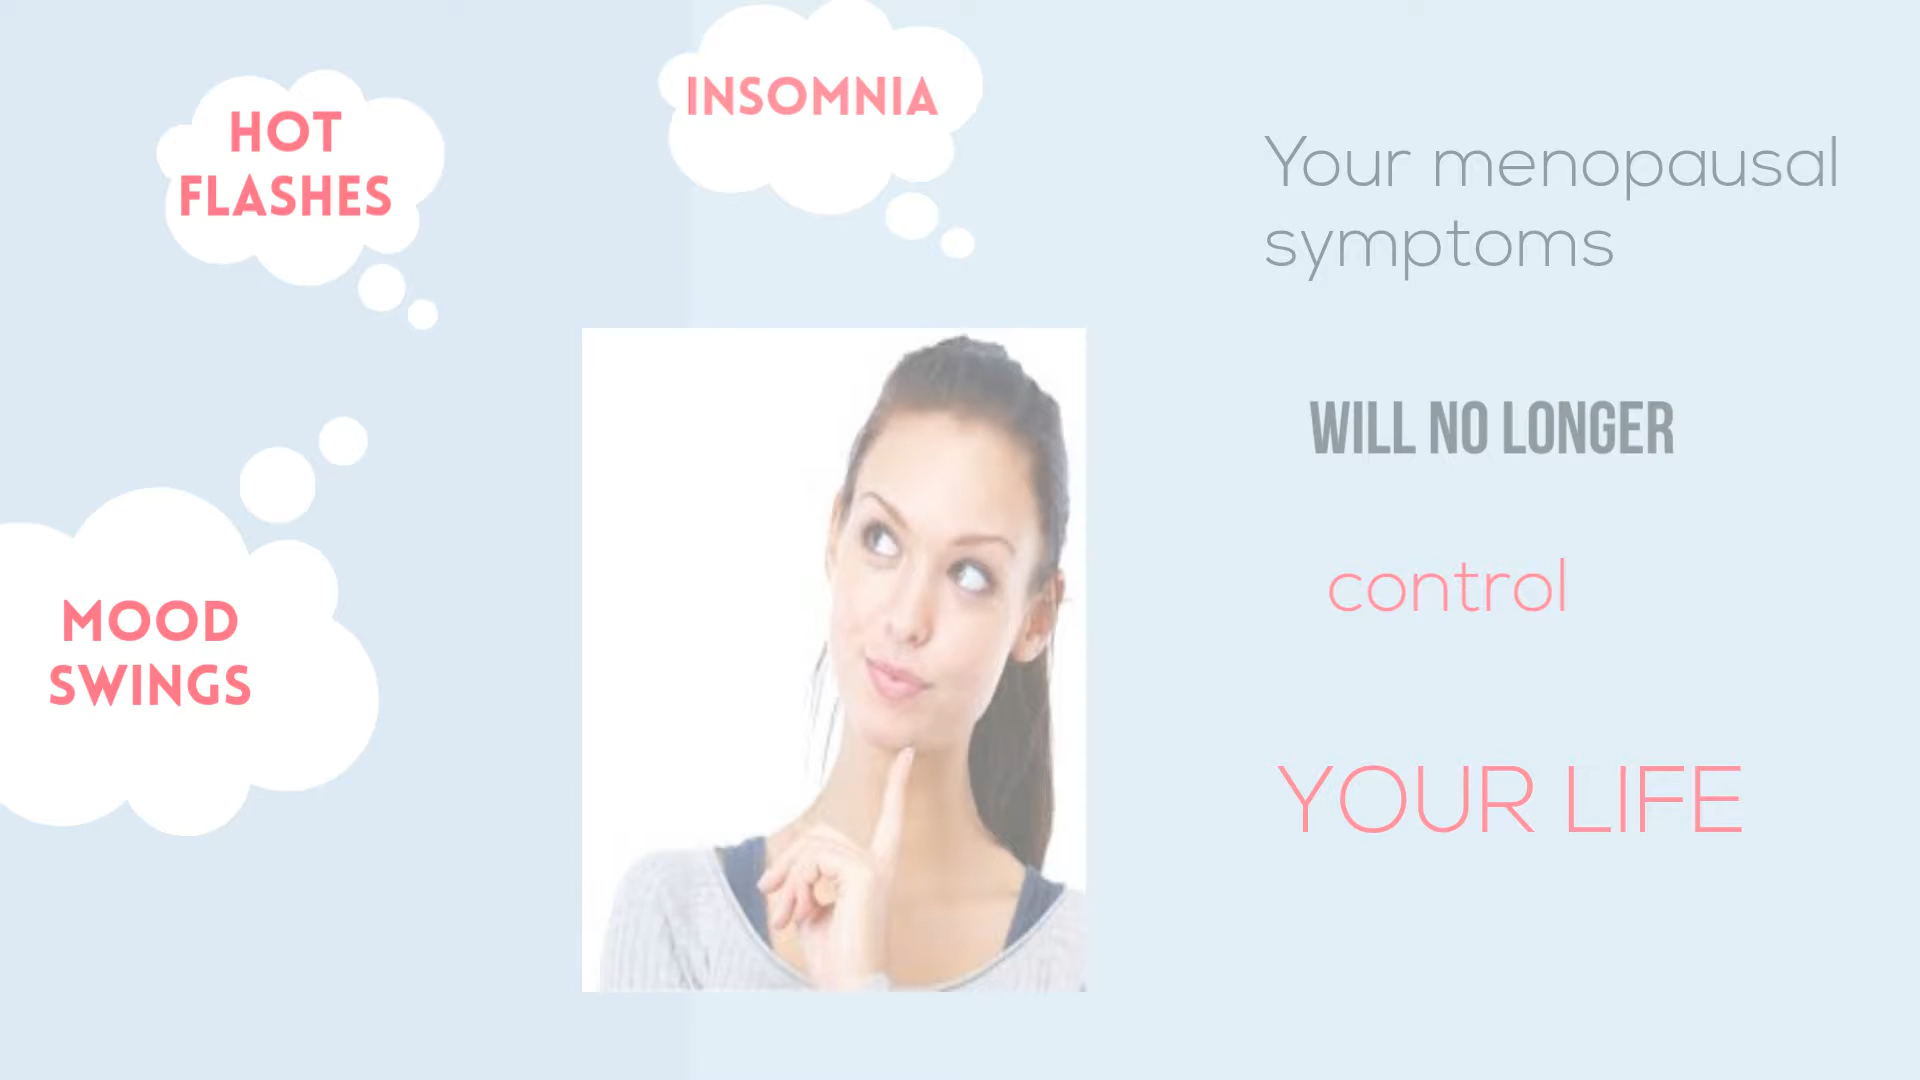 HOT
FLASHES
INSOMNIA
MOOD
SWINGS
Your menopausal
symptoms
WILL NO LONGER
control
YOUR LIFE